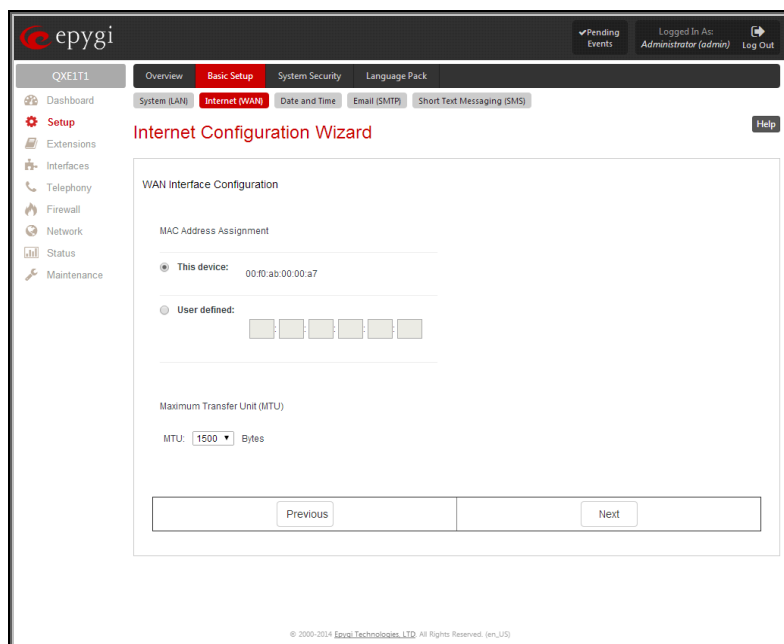 epygi
✔Pending Events
Logged In As:
Administrator (admin)
Log Out
QXE1T1
Overview Basic Setup System Security Language Pack
Dashboard
Setup
Extensions
Interfaces
Telephony
Firewall
Network
Status
Maintenance
System (LAN) Internet (WAN) Date and Time Email (SMTP) Short Text Messaging (SMS)
Internet Configuration Wizard
Help
WAN Interface Configuration
MAC Address Assignment
This device: 00:f0:ab:00:00:a7
User defined:
: : : : :
Maximum Transfer Unit (MTU)
MTU: 1500 ▼ Bytes
Previous Next
© 2000-2014 Epygi Technologies, LTD. All Rights Reserved. (en_US)